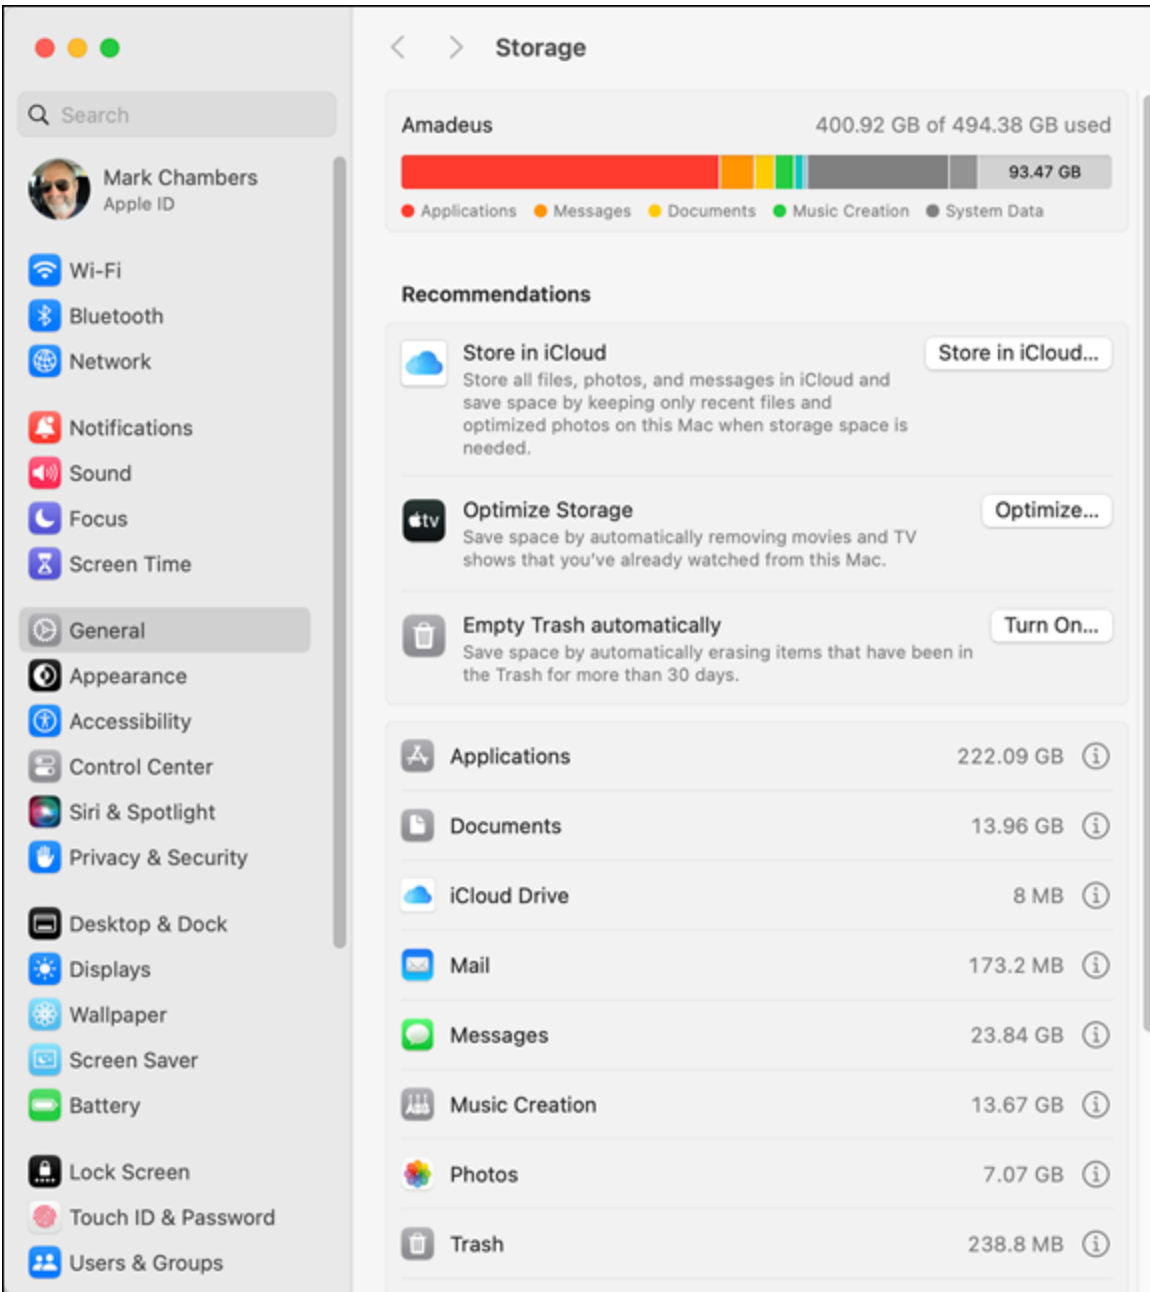 Search
Mark Chambers
Apple ID
Wi-Fi
Bluetooth
Network
Notifications
Sound
Focus
Screen Time
General
Appearance
Accessibility
Control Center
Siri & Spotlight
Privacy & Security
Desktop & Dock
Displays
Wallpaper
Screen Saver
Battery
Lock Screen
Touch ID & Password
Users & Groups
Storage
Amadeus 400.92 GB of 494.38 GB used
93.47 GB
Applications Messages Documents Music Creation System Data
Recommendations
Store in iCloud Store in iCloud...
Store all files, photos, and messages in iCloud and
save space by keeping only recent files and
optimized photos on this Mac when storage space is
needed.
tv
Optimize Storage Optimize...
Save space by automatically removing movies and TV
shows that you've already watched from this Mac.
Empty Trash automatically Turn On...
Save space by automatically erasing items that have been in
the Trash for more than 30 days.
Applications 222.09 GB
Documents 13.96 GB
iCloud Drive 8 MB
Mail 173.2 MB
Messages 23.84 GB
Music Creation 13.67 GB
Photos 7.07 GB
Trash 238.8 MB